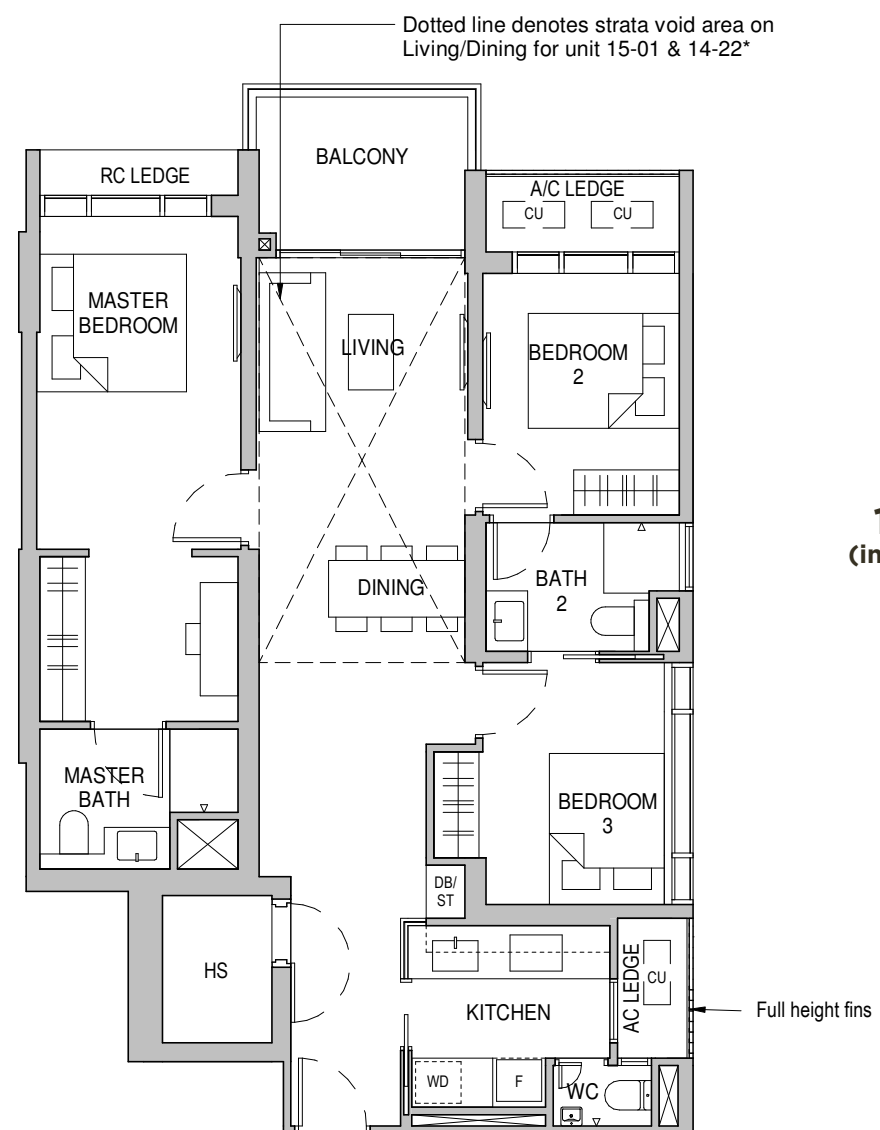 Dotted line denotes strata void area on
Living/Dining for unit 15-01 & 14-22*
BALCONY
RC LEDGE
A/C LEDGE
CU
CU
MASTER
BEDROOM
LIVING
BEDROOM
2
1
(in
DINING
BATH
2
MASTER
BATH
BEDROOM
3
DB/
ST
HS
AC LEDGE
CU
KITCHEN
Full height fins
WD
F
WC